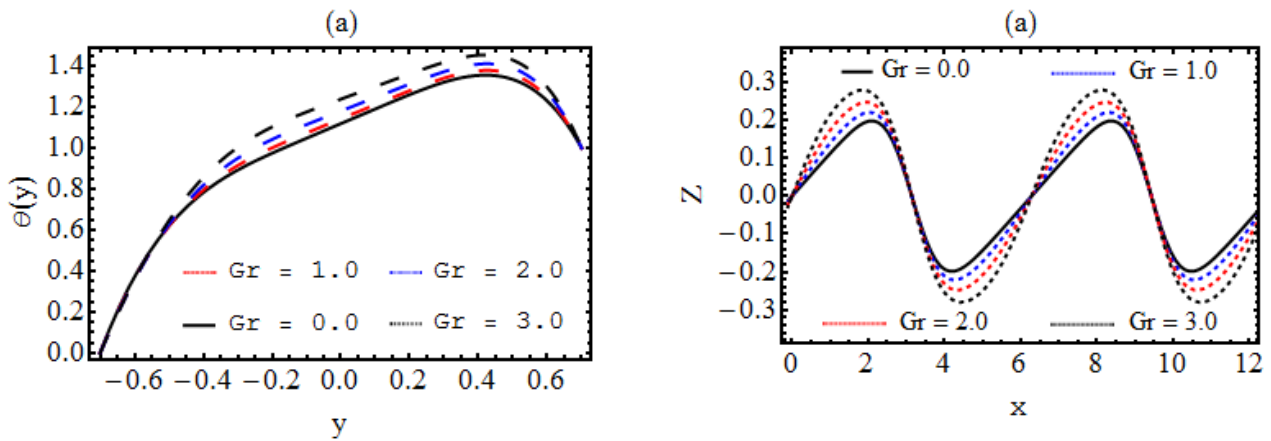 (a)
θ(y)
1.4
1.2
1.0
0.8
0.6
0.4
0.2
0.0
Gr = 1.0
Gr = 2.0
Gr = 0.0
Gr = 3.0
−0.6 −0.4 −0.2 0.0 0.2 0.4 0.6
y
(a)
Z
0.3
0.2
0.1
0.0
−0.1
−0.2
−0.3
Gr = 0.0
Gr = 1.0
Gr = 2.0
Gr = 3.0
0 2 4 6 8 10 12
x